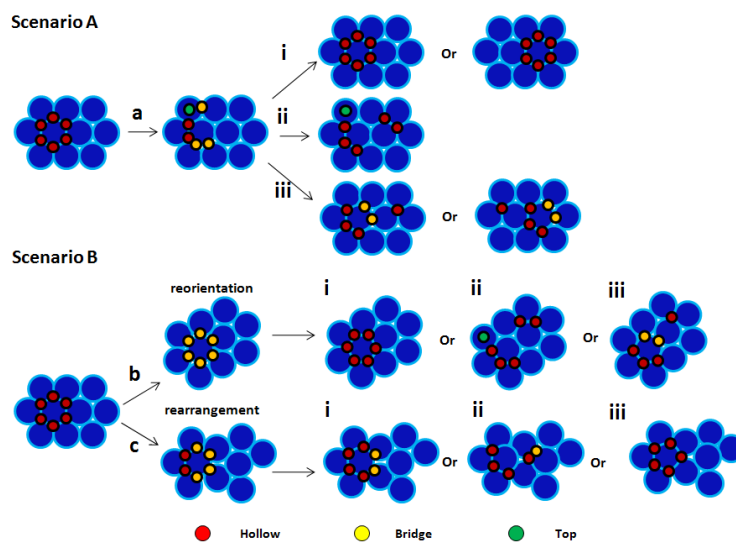 Scenario A
i
Or
a
ii
iii
Or
Scenario B
reorientation
i
ii
iii
Or
Or
b
rearrangement
c
i
ii
iii
Or
Or
Hollow
Bridge
Top